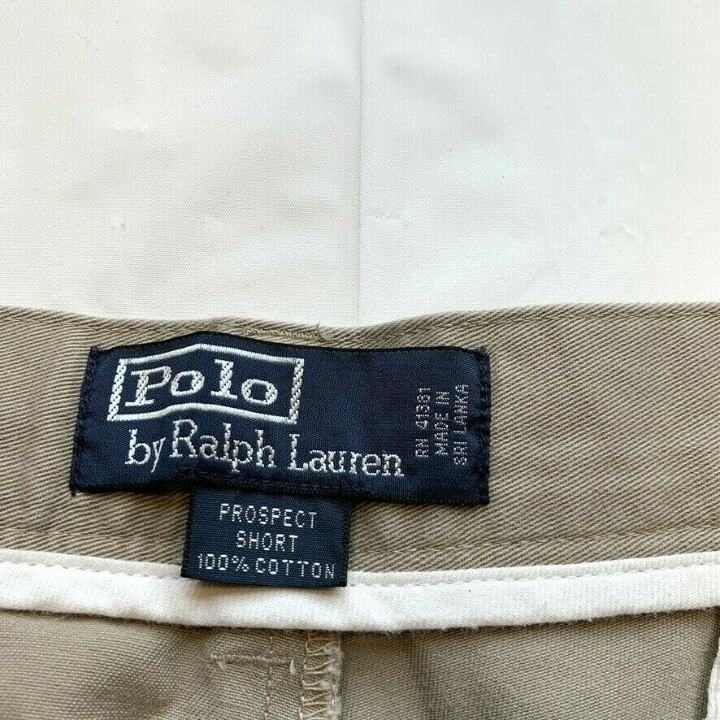 Polo
by Ralph Lauren
RN 41381
MADE IN
SRI LANKA
PROSPECT
SHORT
100% COTTON